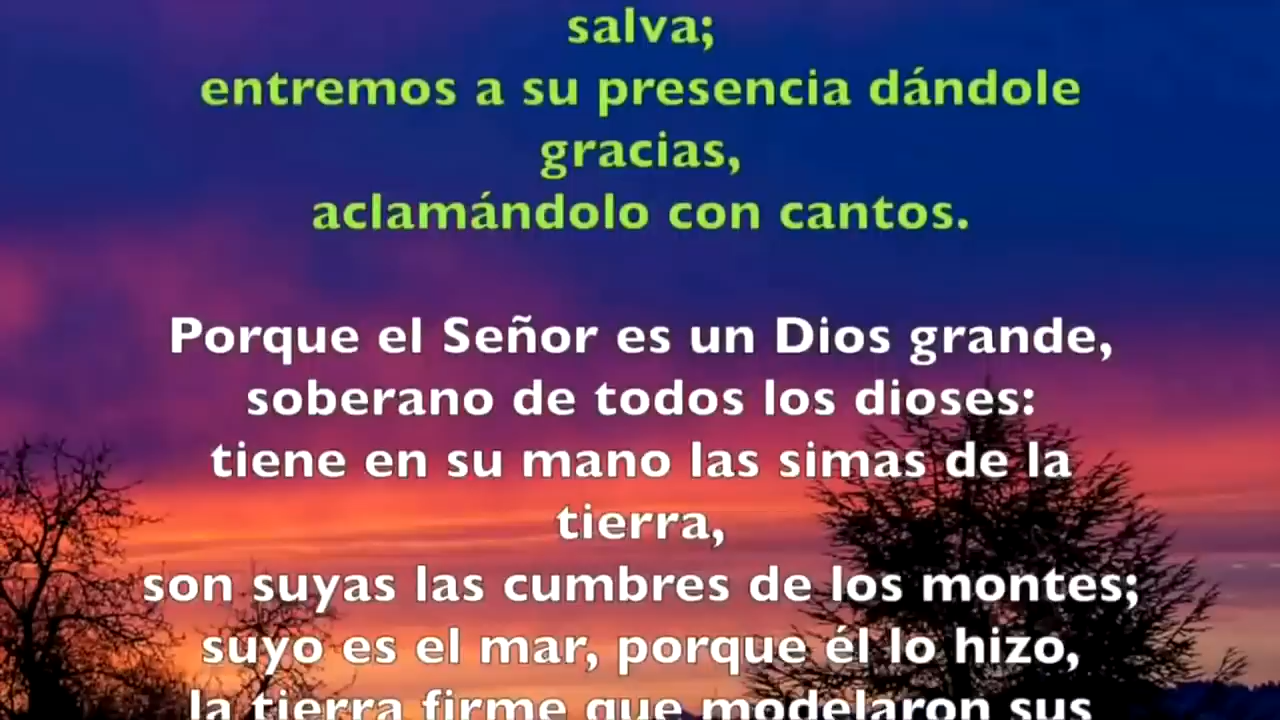 salva;
entremos a su presencia dándole
gracias,
aclamándolo con cantos.
Porque el Señor es un Dios grande,
soberano de todos los dioses:
tiene en su mano las simas de la
tierra,
son suyas las cumbres de los montes;
suyo es el mar, porque él lo hizo,
la tierra firme que modelaron sus